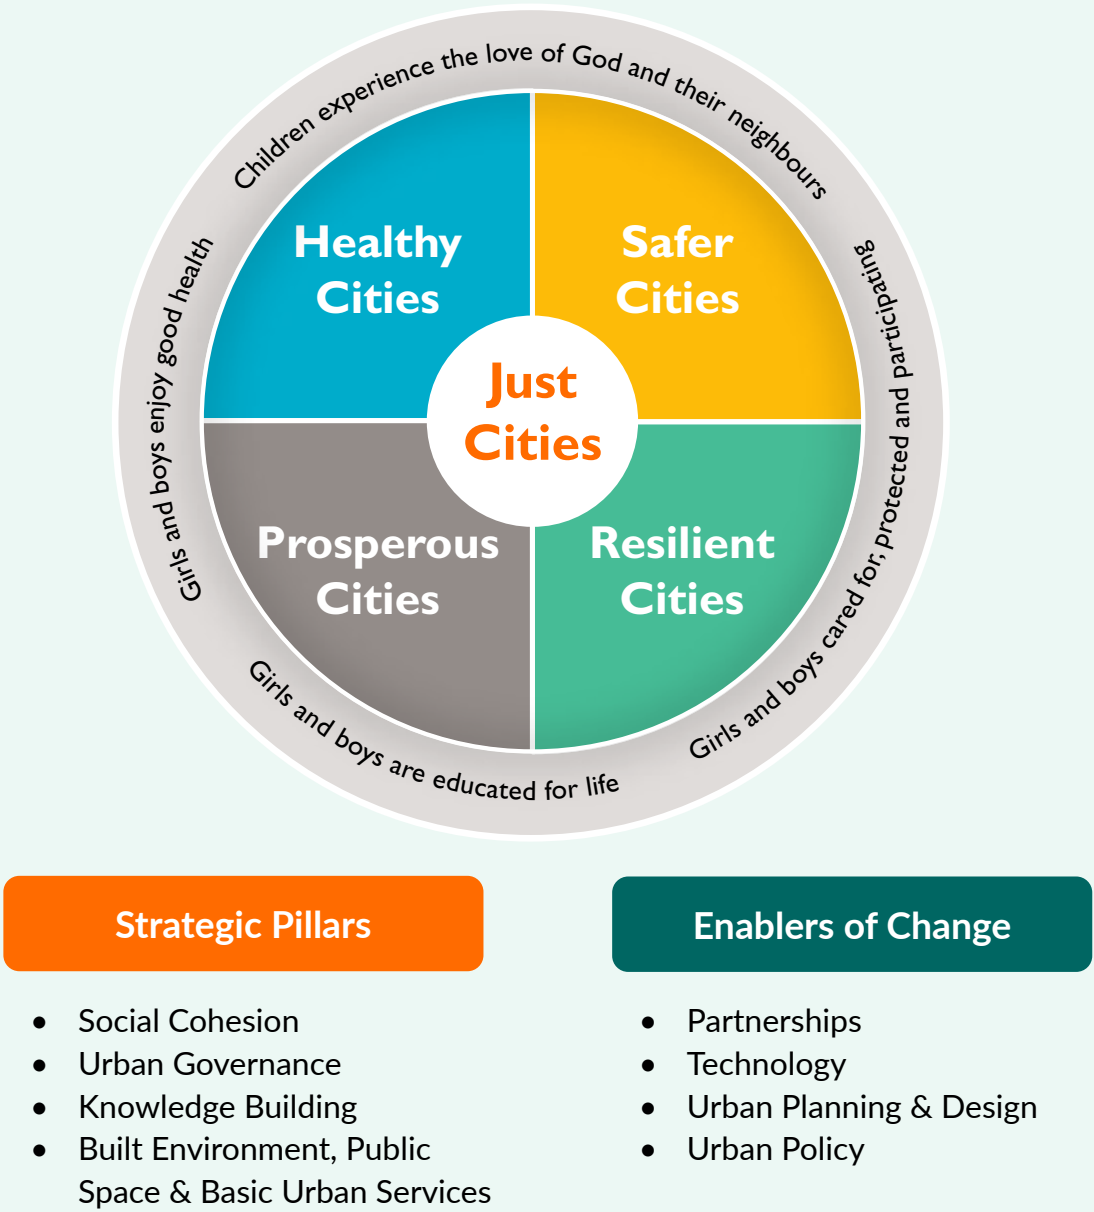 Children experience the love of God and their neighbours
Girls and boys enjoy good health
Girls and boys cared for, protected and participating
Girls and boys are educated for life
Healthy
Cities
Safer
Cities
Just
Cities
Prosperous
Cities
Resilient
Cities
Strategic Pillars
• Social Cohesion
• Urban Governance
• Knowledge Building
• Built Environment, Public
Space & Basic Urban Services
Enablers of Change
• Partnerships
• Technology
• Urban Planning & Design
• Urban Policy